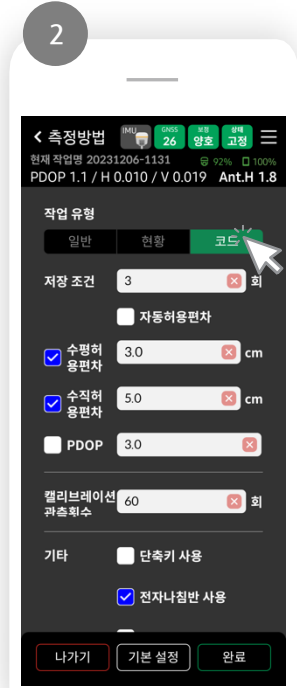 2
< 측정방법 IMU GNSS 26 보정 양호 상태 고정
현재 작업명 20231206-1131 92% 100%
PDOP 1.1 / H 0.010 / V 0.019 Ant.H 1.8
작업 유형
일반 현황 코드
저장 조건 3 회
자동허용편차
수평허용편차 3.0 cm
수직허용편차 5.0 cm
PDOP 3.0
캘리브레이션
관측회수 60 회
기타 단축키 사용
전자나침반 사용
나가기 기본 설정 완료